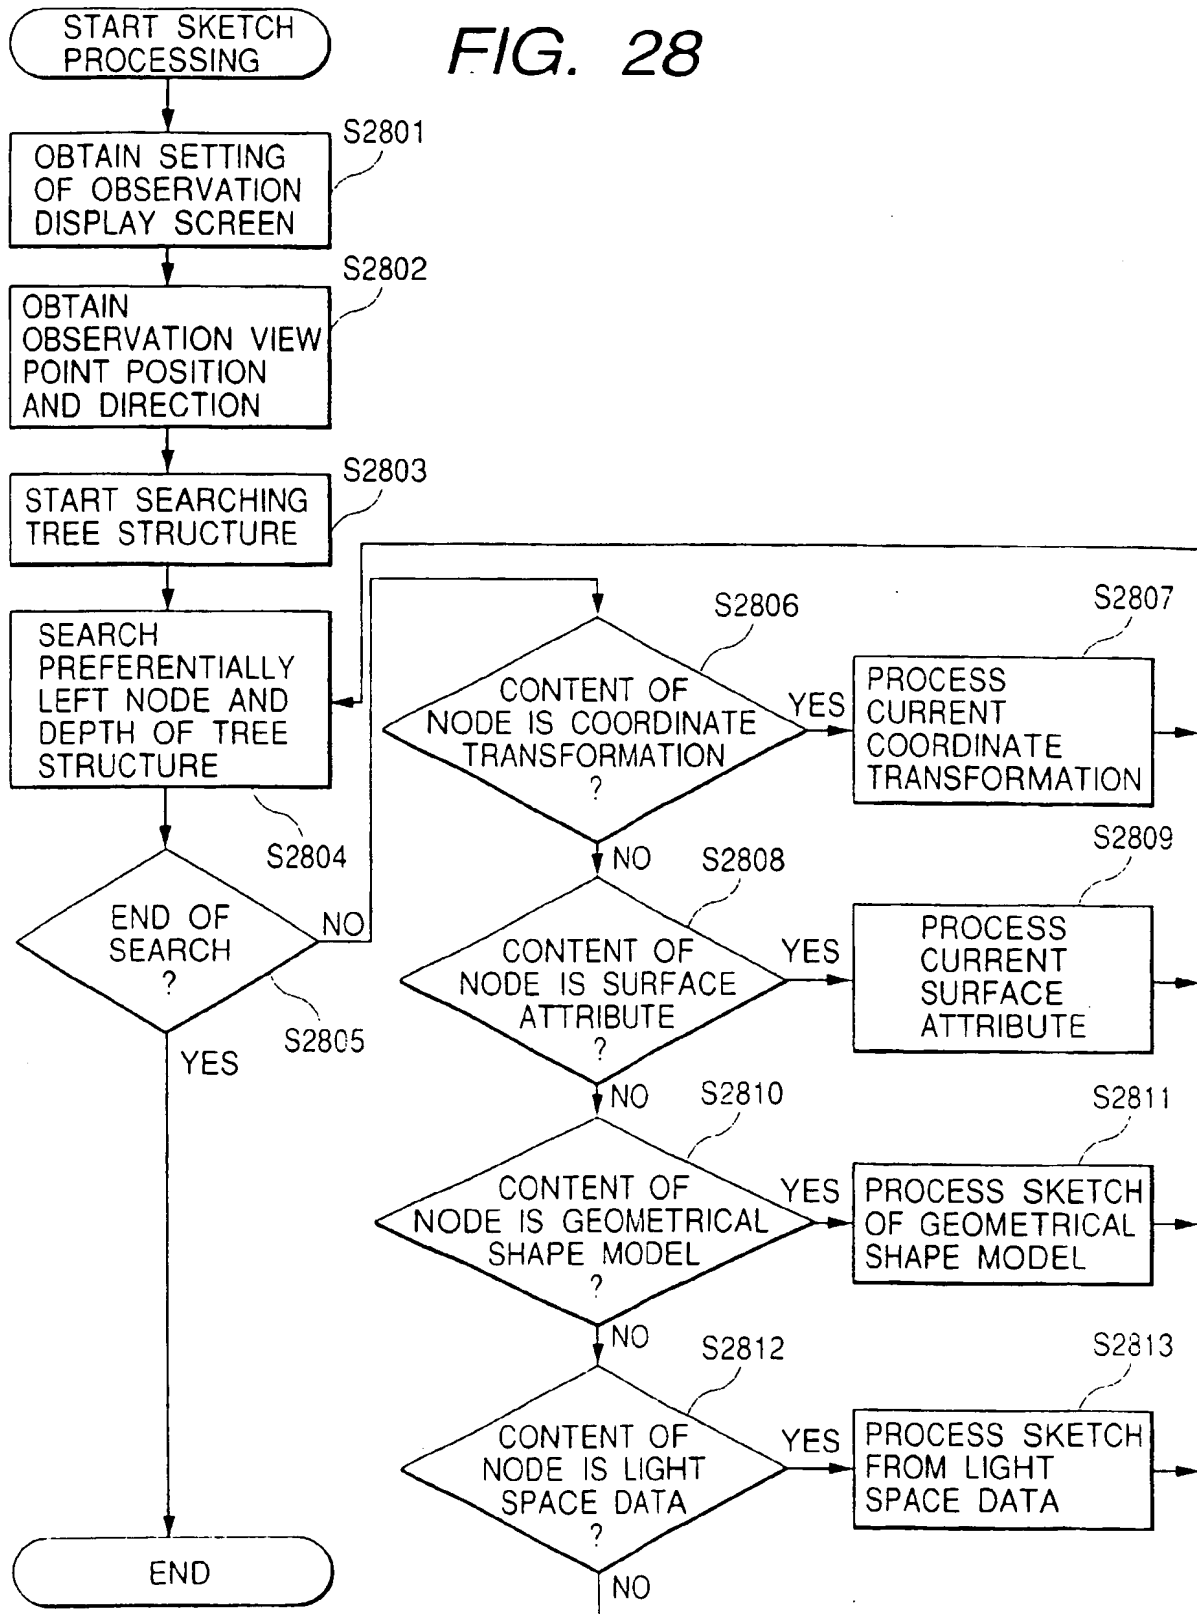 START SKETCH
PROCESSING
FIG. 28
S2801
OBTAIN SETTING
OF OBSERVATION
DISPLAY SCREEN
S2802
OBTAIN
OBSERVATION VIEW
POINT POSITION
AND DIRECTION
S2803
START SEARCHING
TREE STRUCTURE
SEARCH
PREFERENTIALLY
LEFT NODE AND
DEPTH OF TREE
STRUCTURE
S2804
END OF
SEARCH
?
NO
S2805
YES
END
S2806
CONTENT OF
NODE IS COORDINATE
TRANSFORMATION
?
YES
NO
S2807
PROCESS
CURRENT
COORDINATE
TRANSFORMATION
S2808
CONTENT OF
NODE IS SURFACE
ATTRIBUTE
?
YES
NO
S2809
PROCESS
CURRENT
SURFACE
ATTRIBUTE
S2810
CONTENT OF
NODE IS GEOMETRICAL
SHAPE MODEL
?
YES
NO
S2811
PROCESS SKETCH
OF GEOMETRICAL
SHAPE MODEL
S2812
CONTENT OF
NODE IS LIGHT
SPACE DATA
?
YES
NO
S2813
PROCESS SKETCH
FROM LIGHT
SPACE DATA